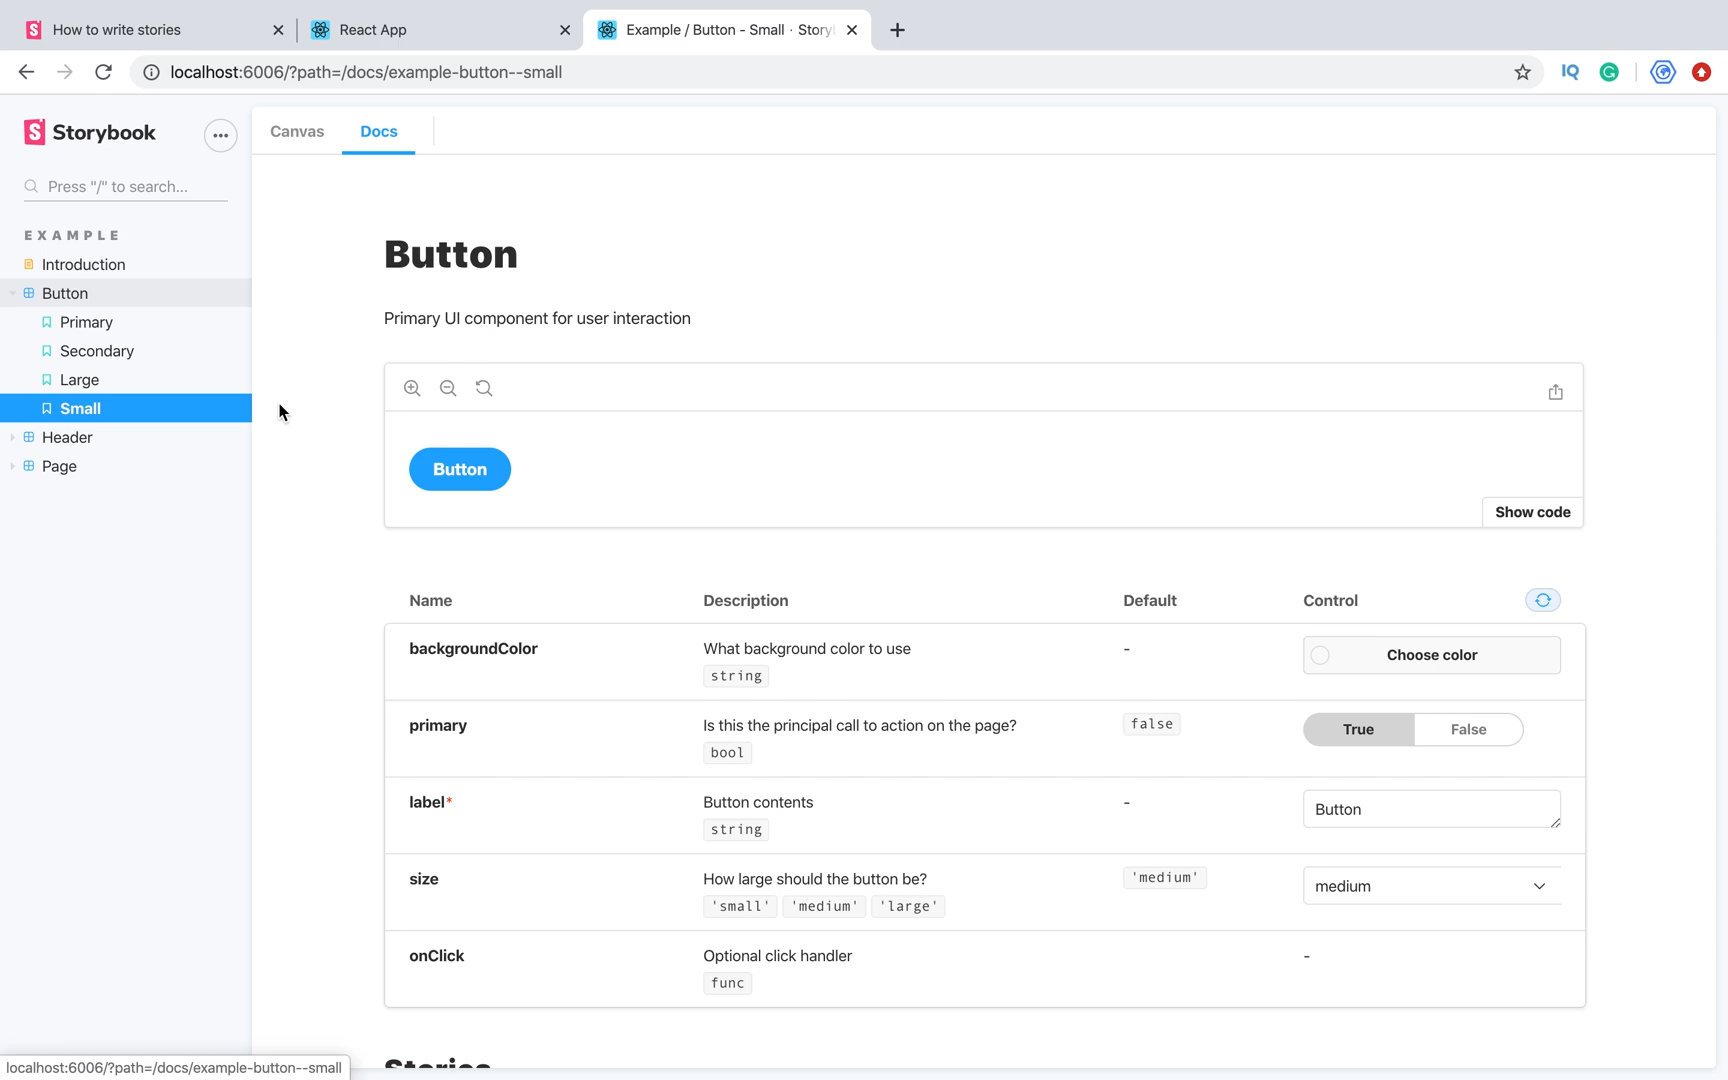 How to write stories
React App
Example / Button - Small · Story
localhost:6006/?path=/docs/example-button--small
IQ
Storybook
Canvas
Docs
Press "/" to search...
EXAMPLE
Introduction
Button
Primary
Secondary
Large
Small
Header
Page
Button
Primary UI component for user interaction
Button
Show code
Name Description Default Control
backgroundColor What background color to use - Choose color
string
primary Is this the principal call to action on the page? false True False
bool
label* Button contents - Button
string
size How large should the button be? 'medium' medium
'small' 'medium' 'large'
onClick Optional click handler -
func
Stories
localhost:6006/?path=/docs/example-button--small